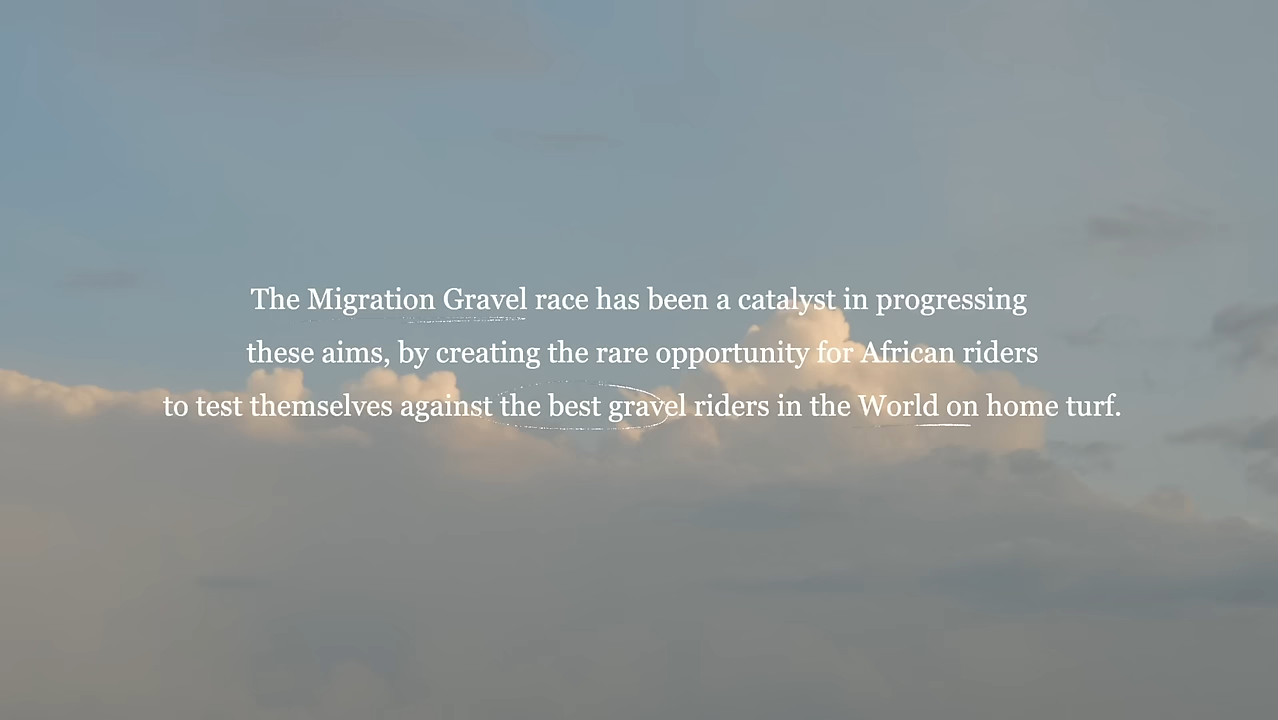 The Migration Gravel race has been a catalyst in progressing
these aims, by creating the rare opportunity for African riders
to test themselves against the best gravel riders in the World on home turf.